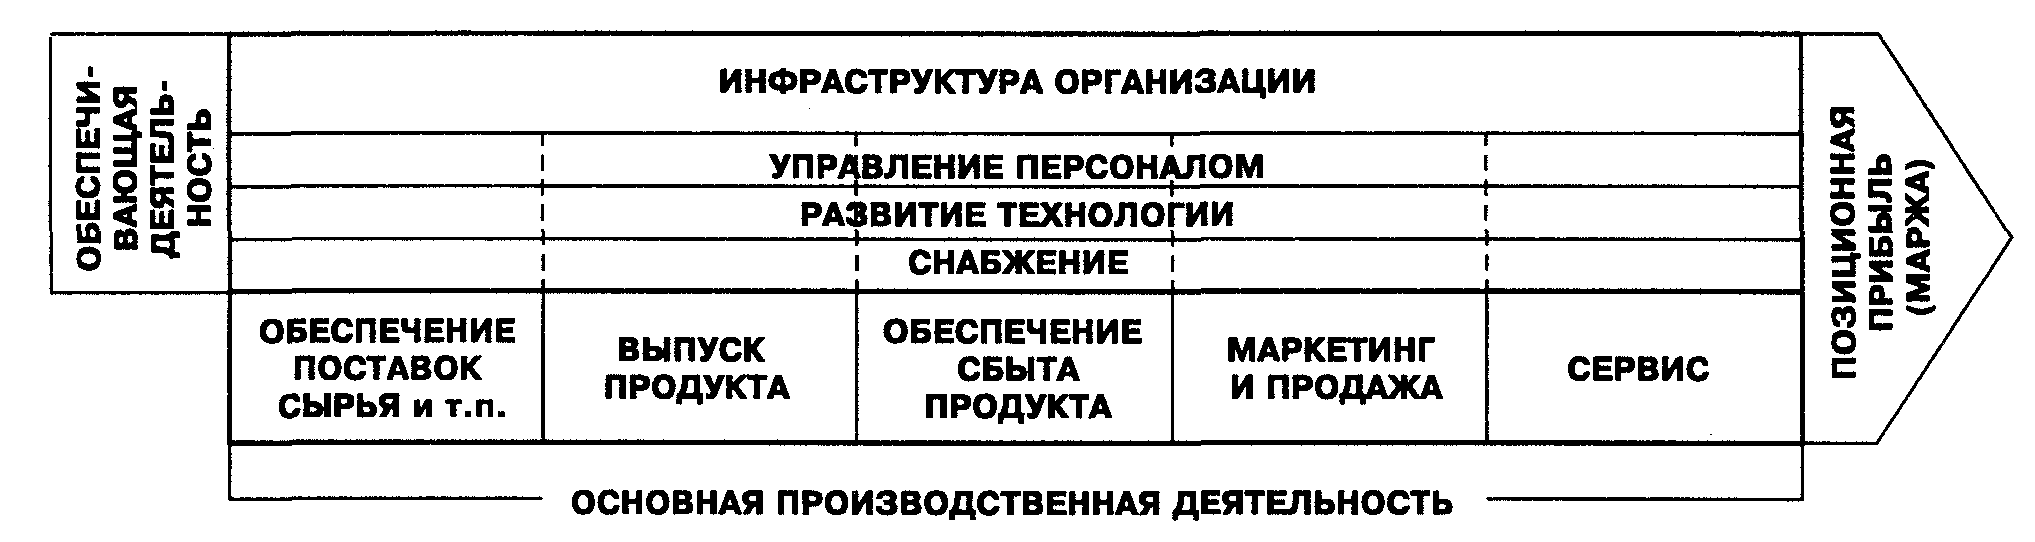 ОБЕСПЕЧИ-
ВАЮЩАЯ
ДЕЯТЕЛЬ-
НОСТЬ
ИНФРАСТРУКТУРА ОРГАНИЗАЦИИ
УПРАВЛЕНИЕ ПЕРСОНАЛОМ
РАЗВИТИЕ ТЕХНОЛОГИИ
СНАБЖЕНИЕ
ОБЕСПЕЧЕНИЕ
ПОСТАВОК
СЫРЬЯ и т.п.
ВЫПУСК
ПРОДУКТА
ОБЕСПЕЧЕНИЕ
СБЫТА
ПРОДУКТА
МАРКЕТИНГ
И ПРОДАЖА
СЕРВИС
ПОЗИЦИОННАЯ
ПРИБЫЛЬ
(МАРЖА)
ОСНОВНАЯ ПРОИЗВОДСТВЕННАЯ ДЕЯТЕЛЬНОСТЬ